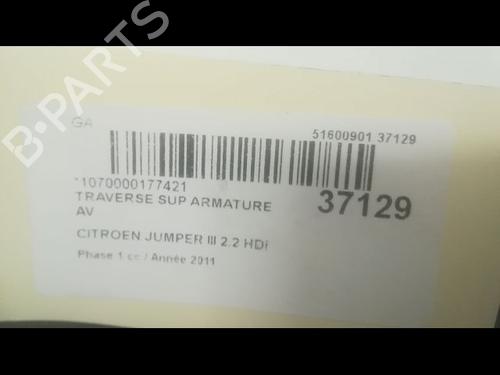 B-PARTS
GA
51600901 37129
11070000177421
37129
TRAVERSE SUP ARMATURE
AV
CITROEN JUMPER III 2.2 HDi
Phase 1 cc / Année 2011